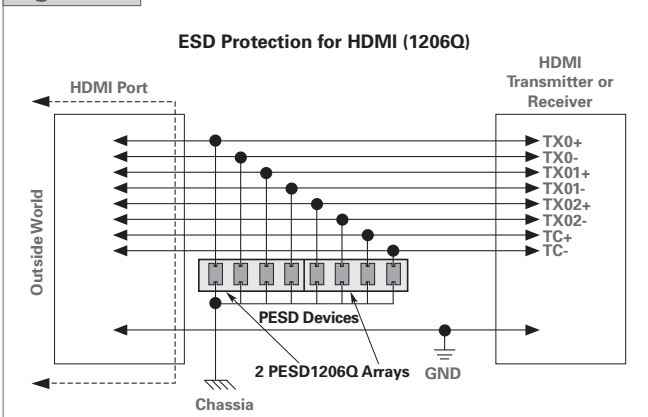 ESD Protection for HDMI (1206Q)
HDMI
Transmitter or
Receiver
HDMI Port
TX0+
TX0-
TX01+
TX01-
TX02+
TX02-
TC+
TC-
Outside World
PESD Devices
2 PESD1206Q Arrays
GND
Chassia